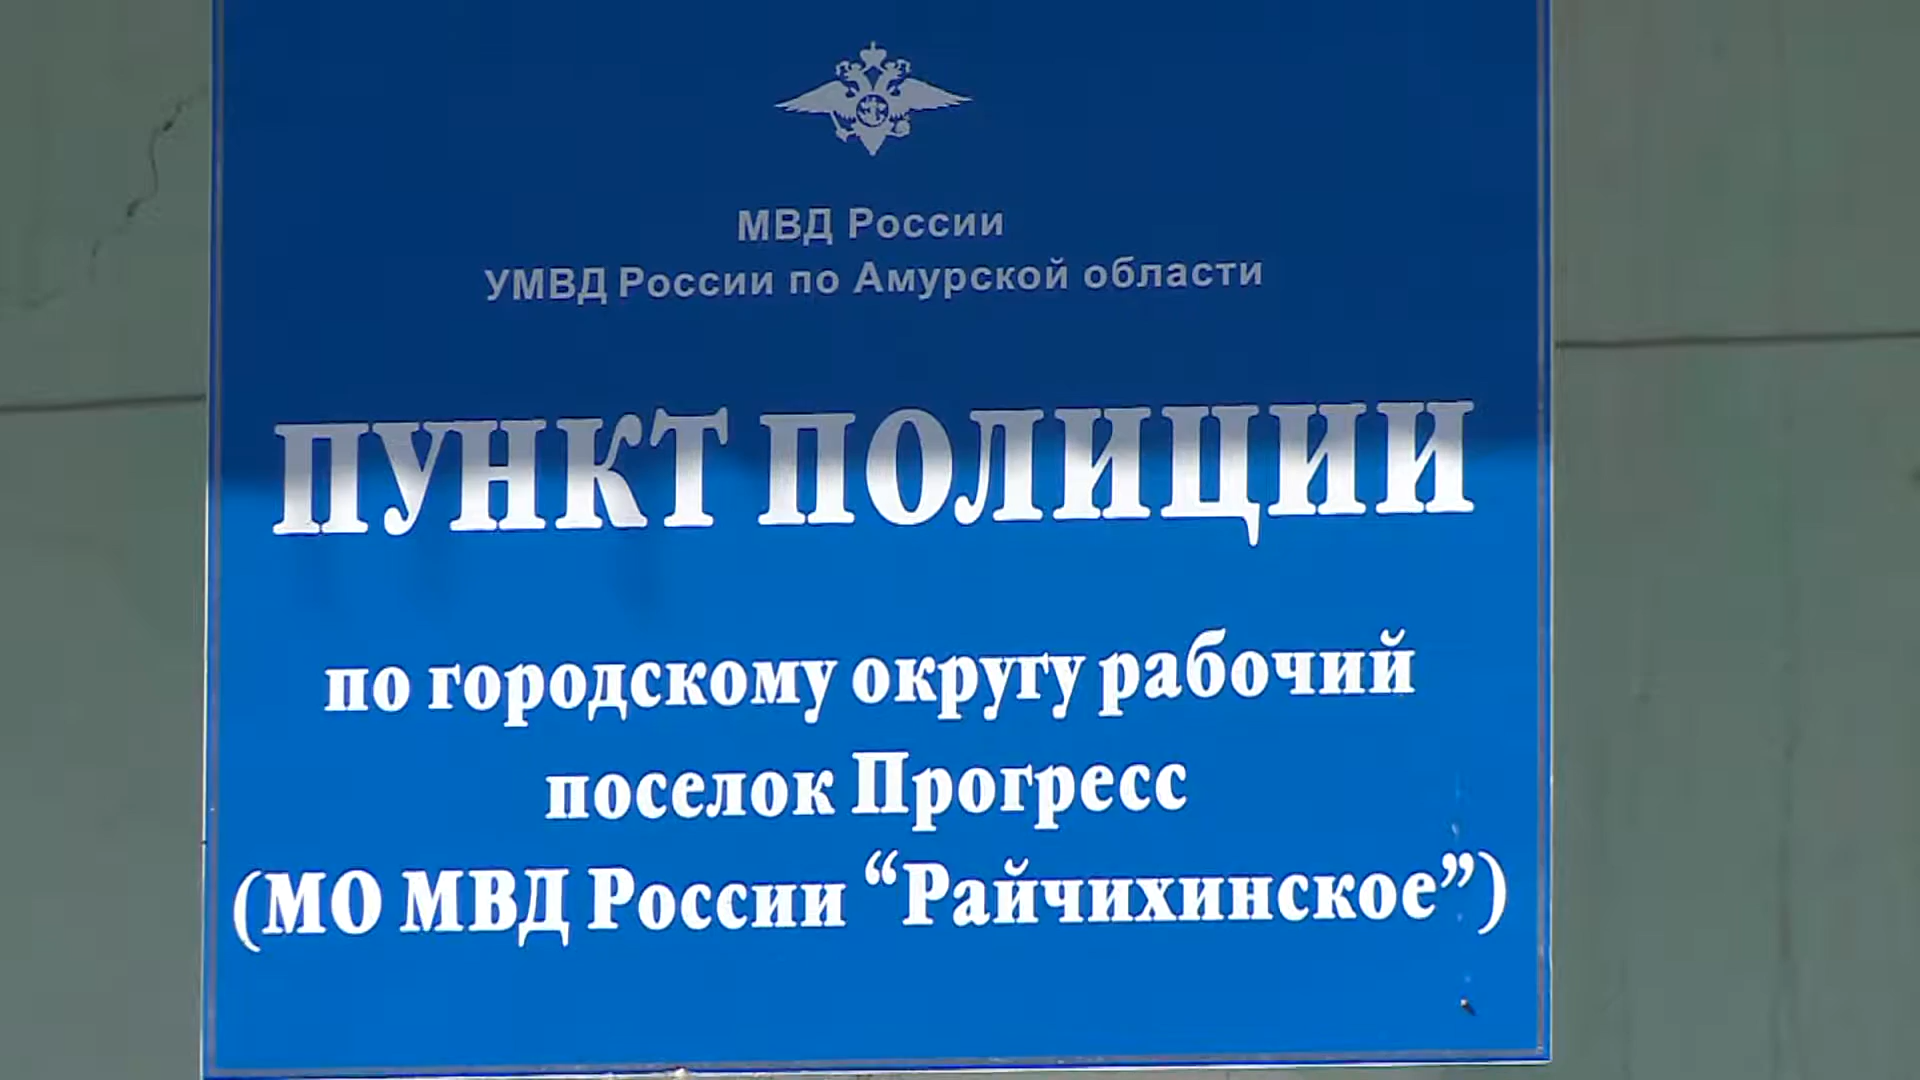 МВД России
УМВД России по Амурской области
ПУНКТ ПОЛИЦИИ
по городскому округу рабочий
поселок Прогресс
(МО МВД России “Райчихинское”)